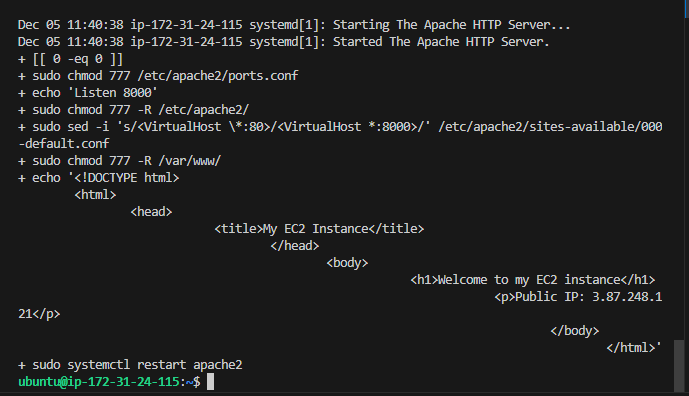 Dec 05 11:40:38 ip-172-31-24-115 systemd[1]: Starting The Apache HTTP Server...
Dec 05 11:40:38 ip-172-31-24-115 systemd[1]: Started The Apache HTTP Server.
+ [[ 0 -eq 0 ]]
+ sudo chmod 777 /etc/apache2/ports.conf
+ echo 'Listen 8000'
+ sudo chmod 777 -R /etc/apache2/
+ sudo sed -i 's/<VirtualHost \*:80>/<VirtualHost *:8000>/' /etc/apache2/sites-available/000
-default.conf
+ sudo chmod 777 -R /var/www/
+ echo '<!DOCTYPE html>
<html>
<head>
<title>My EC2 Instance</title>
</head>
<body>
<h1>Welcome to my EC2 instance</h1>
<p>Public IP: 3.87.248.1
21</p>
</body>
</html>'
+ sudo systemctl restart apache2
ubuntu@ip-172-31-24-115:~$